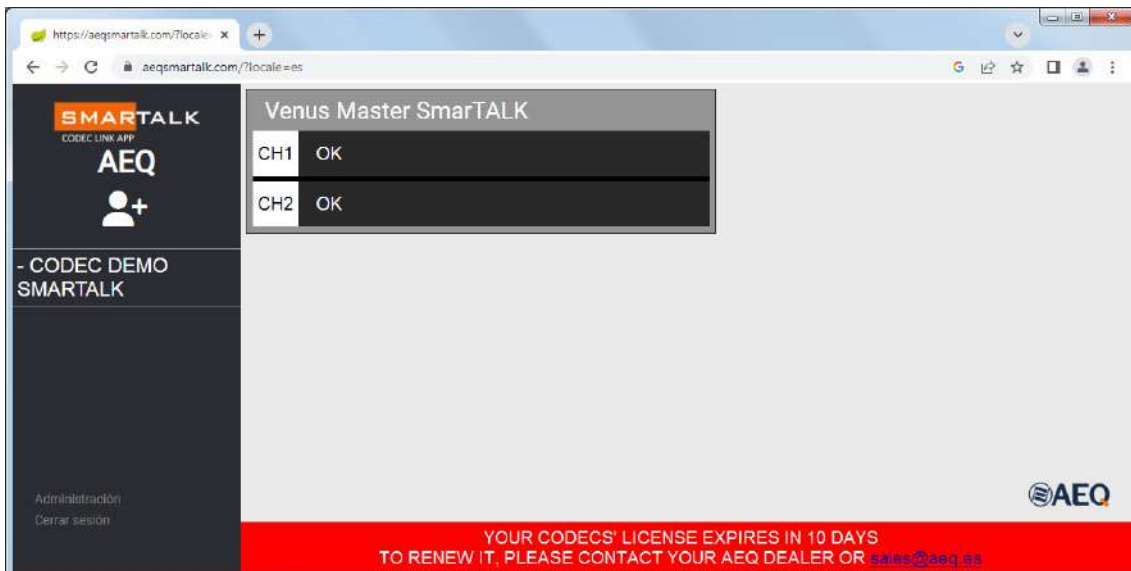 https://aeqsmartalk.com/?locale=
aeqsmartalk.com/?locale=es
SMARTALK
CODEC LINK APP
AEQ
- CODEC DEMO
SMARTALK
Administración
Cerrar sesión
Venus Master SmarTALK
CH1 OK
CH2 OK
AEQ
YOUR CODECS' LICENSE EXPIRES IN 10 DAYS
TO RENEW IT, PLEASE CONTACT YOUR AEQ DEALER OR sales@aeq.es